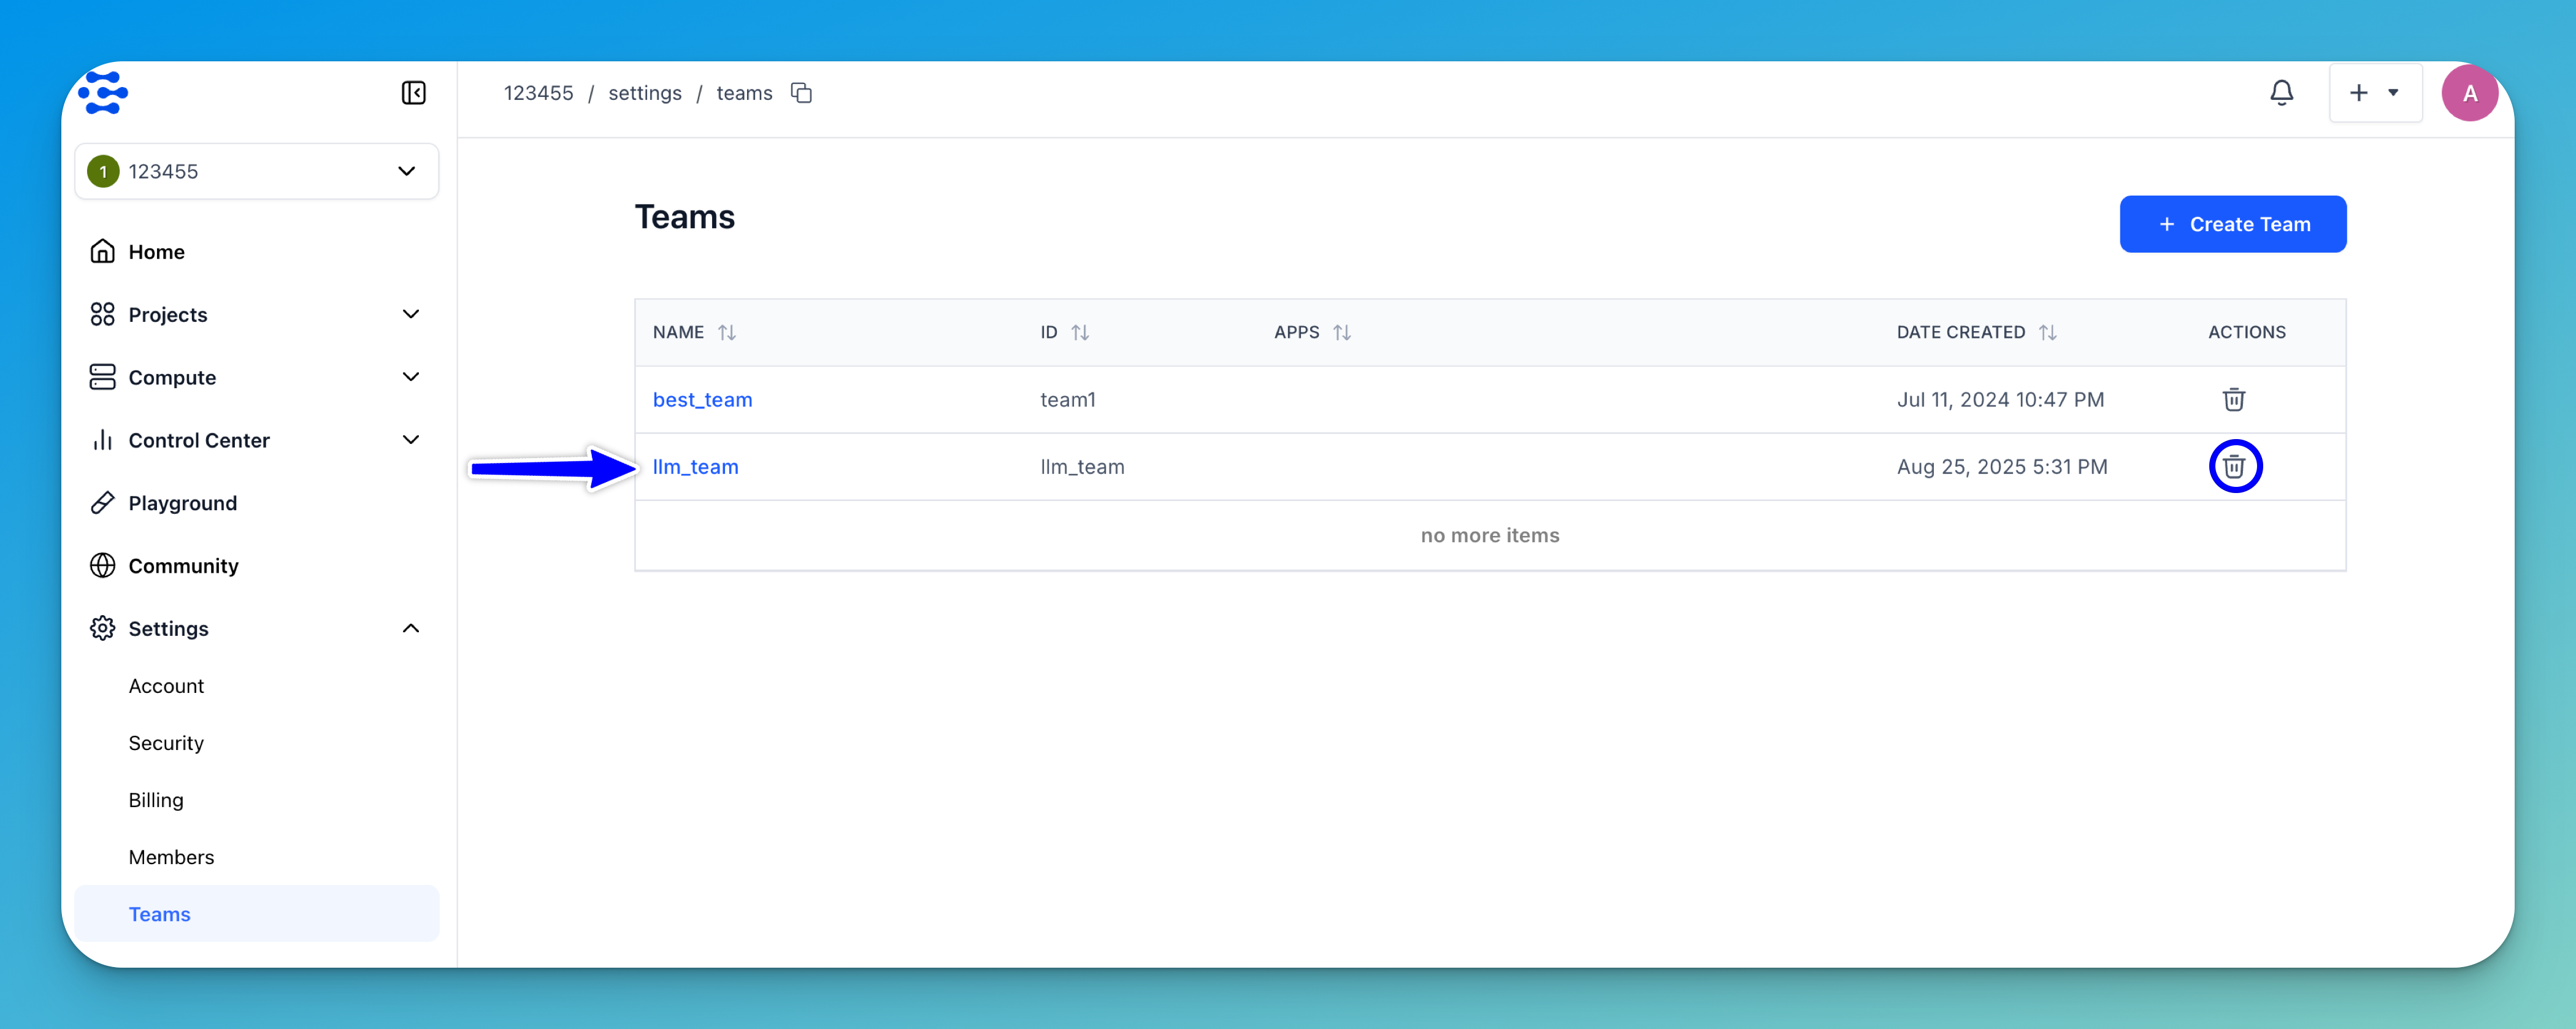 123455 / settings / teams
A
1 123455
Home
Projects
Compute
Control Center
Playground
Community
Settings
Account
Security
Billing
Members
Teams
Teams
+ Create Team
NAME ID APPS DATE CREATED ACTIONS
best_team team1 Jul 11, 2024 10:47 PM
llm_team llm_team Aug 25, 2025 5:31 PM
no more items